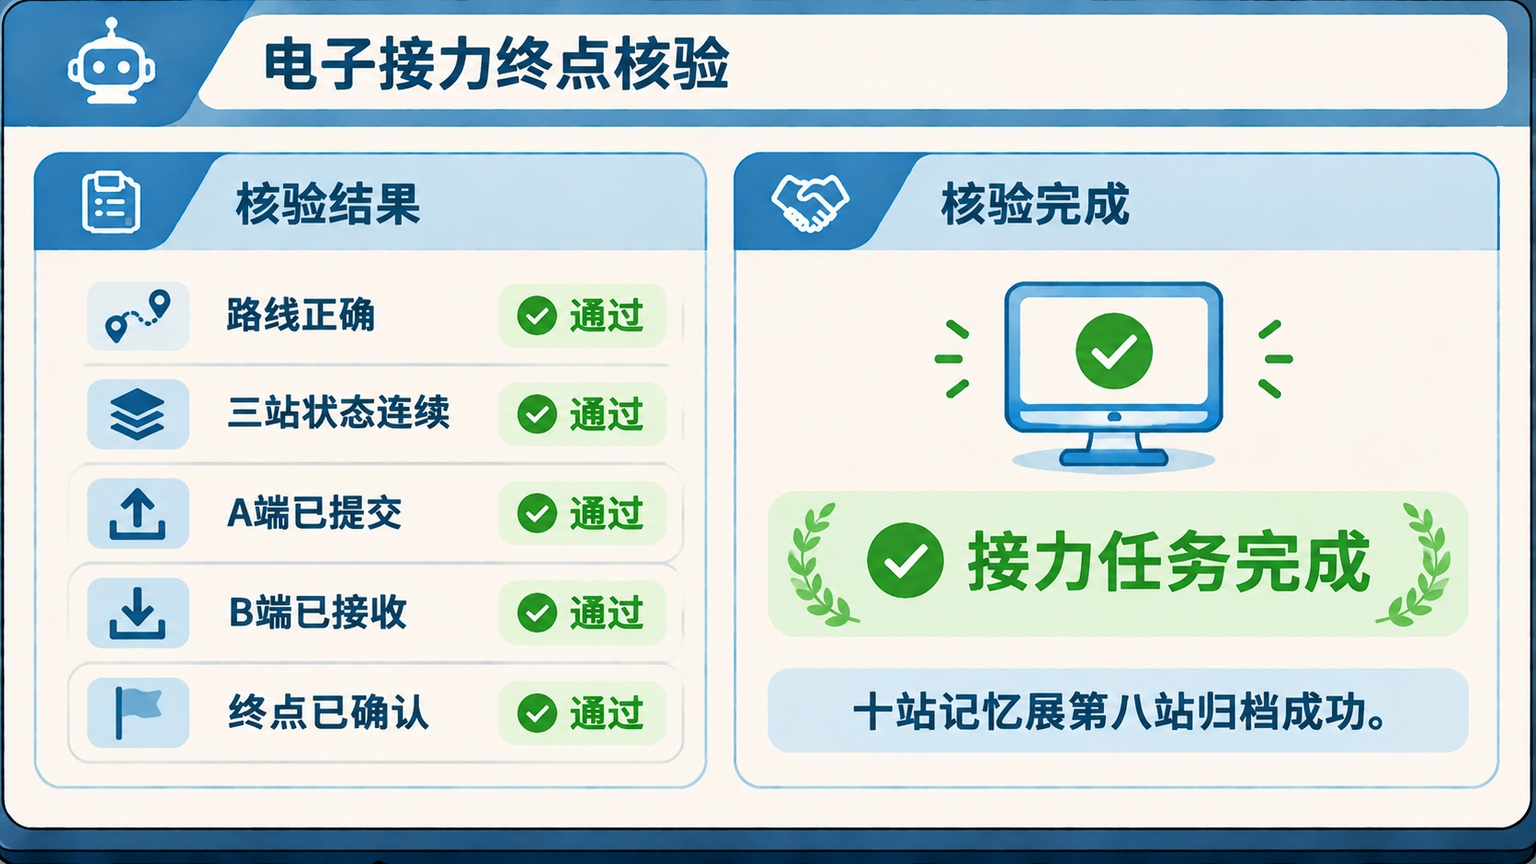 电子接力终点核验
核验结果
路线正确 通过
三站状态连续 通过
A端已提交 通过
B端已接收 通过
终点已确认 通过
核验完成
接力任务完成
十站记忆展第八站归档成功。